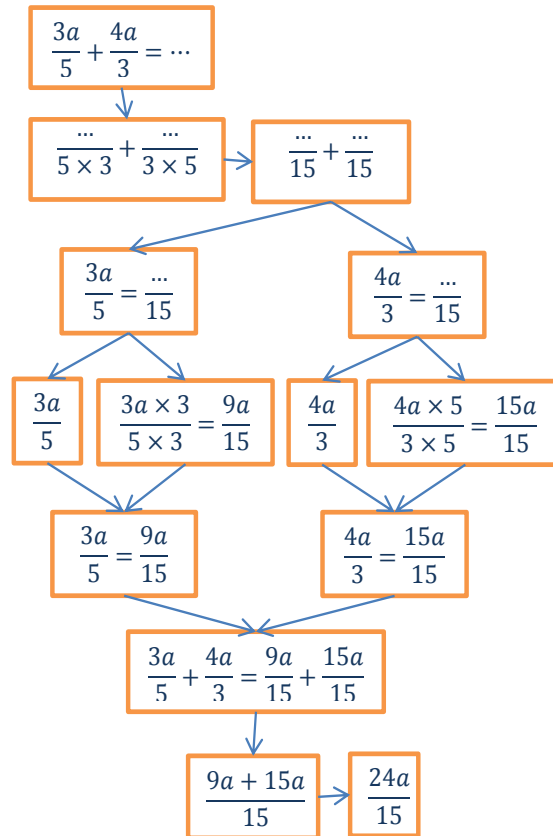 3a/5 + 4a/3 = ⋯
.../(5 × 3) + .../(3 × 5)
.../15 + .../15
3a/5 = .../15
4a/3 = .../15
3a/5
(3a × 3)/(5 × 3) = 9a/15
4a/3
(4a × 5)/(3 × 5) = 15a/15
3a/5 = 9a/15
4a/3 = 15a/15
3a/5 + 4a/3 = 9a/15 + 15a/15
(9a + 15a)/15
24a/15